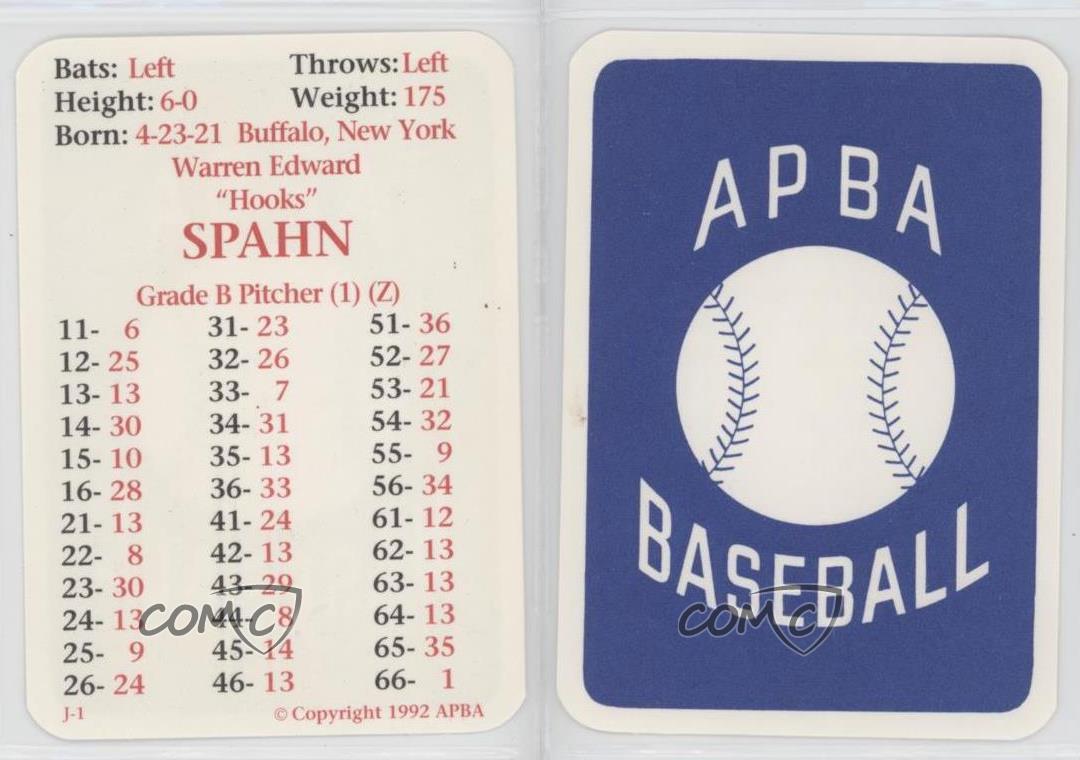 Bats: Left Throws: Left
Height: 6-0 Weight: 175
Born: 4-23-21 Buffalo, New York
Warren Edward
“Hooks”
SPAHN
Grade B Pitcher (1) (Z)
11- 6 31- 23 51- 36
12- 25 32- 26 52- 27
13- 13 33- 7 53- 21
14- 30 34- 31 54- 32
15- 10 35- 13 55- 9
16- 28 36- 33 56- 34
21- 13 41- 24 61- 12
22- 8 42- 13 62- 13
23- 30 43- 29 63- 13
24- 13 44- 8 64- 13
25- 9 45- 14 65- 35
26- 24 46- 13 66- 1
J-1 © Copyright 1992 APBA
COMC
APBA
BASEBALL
COMC